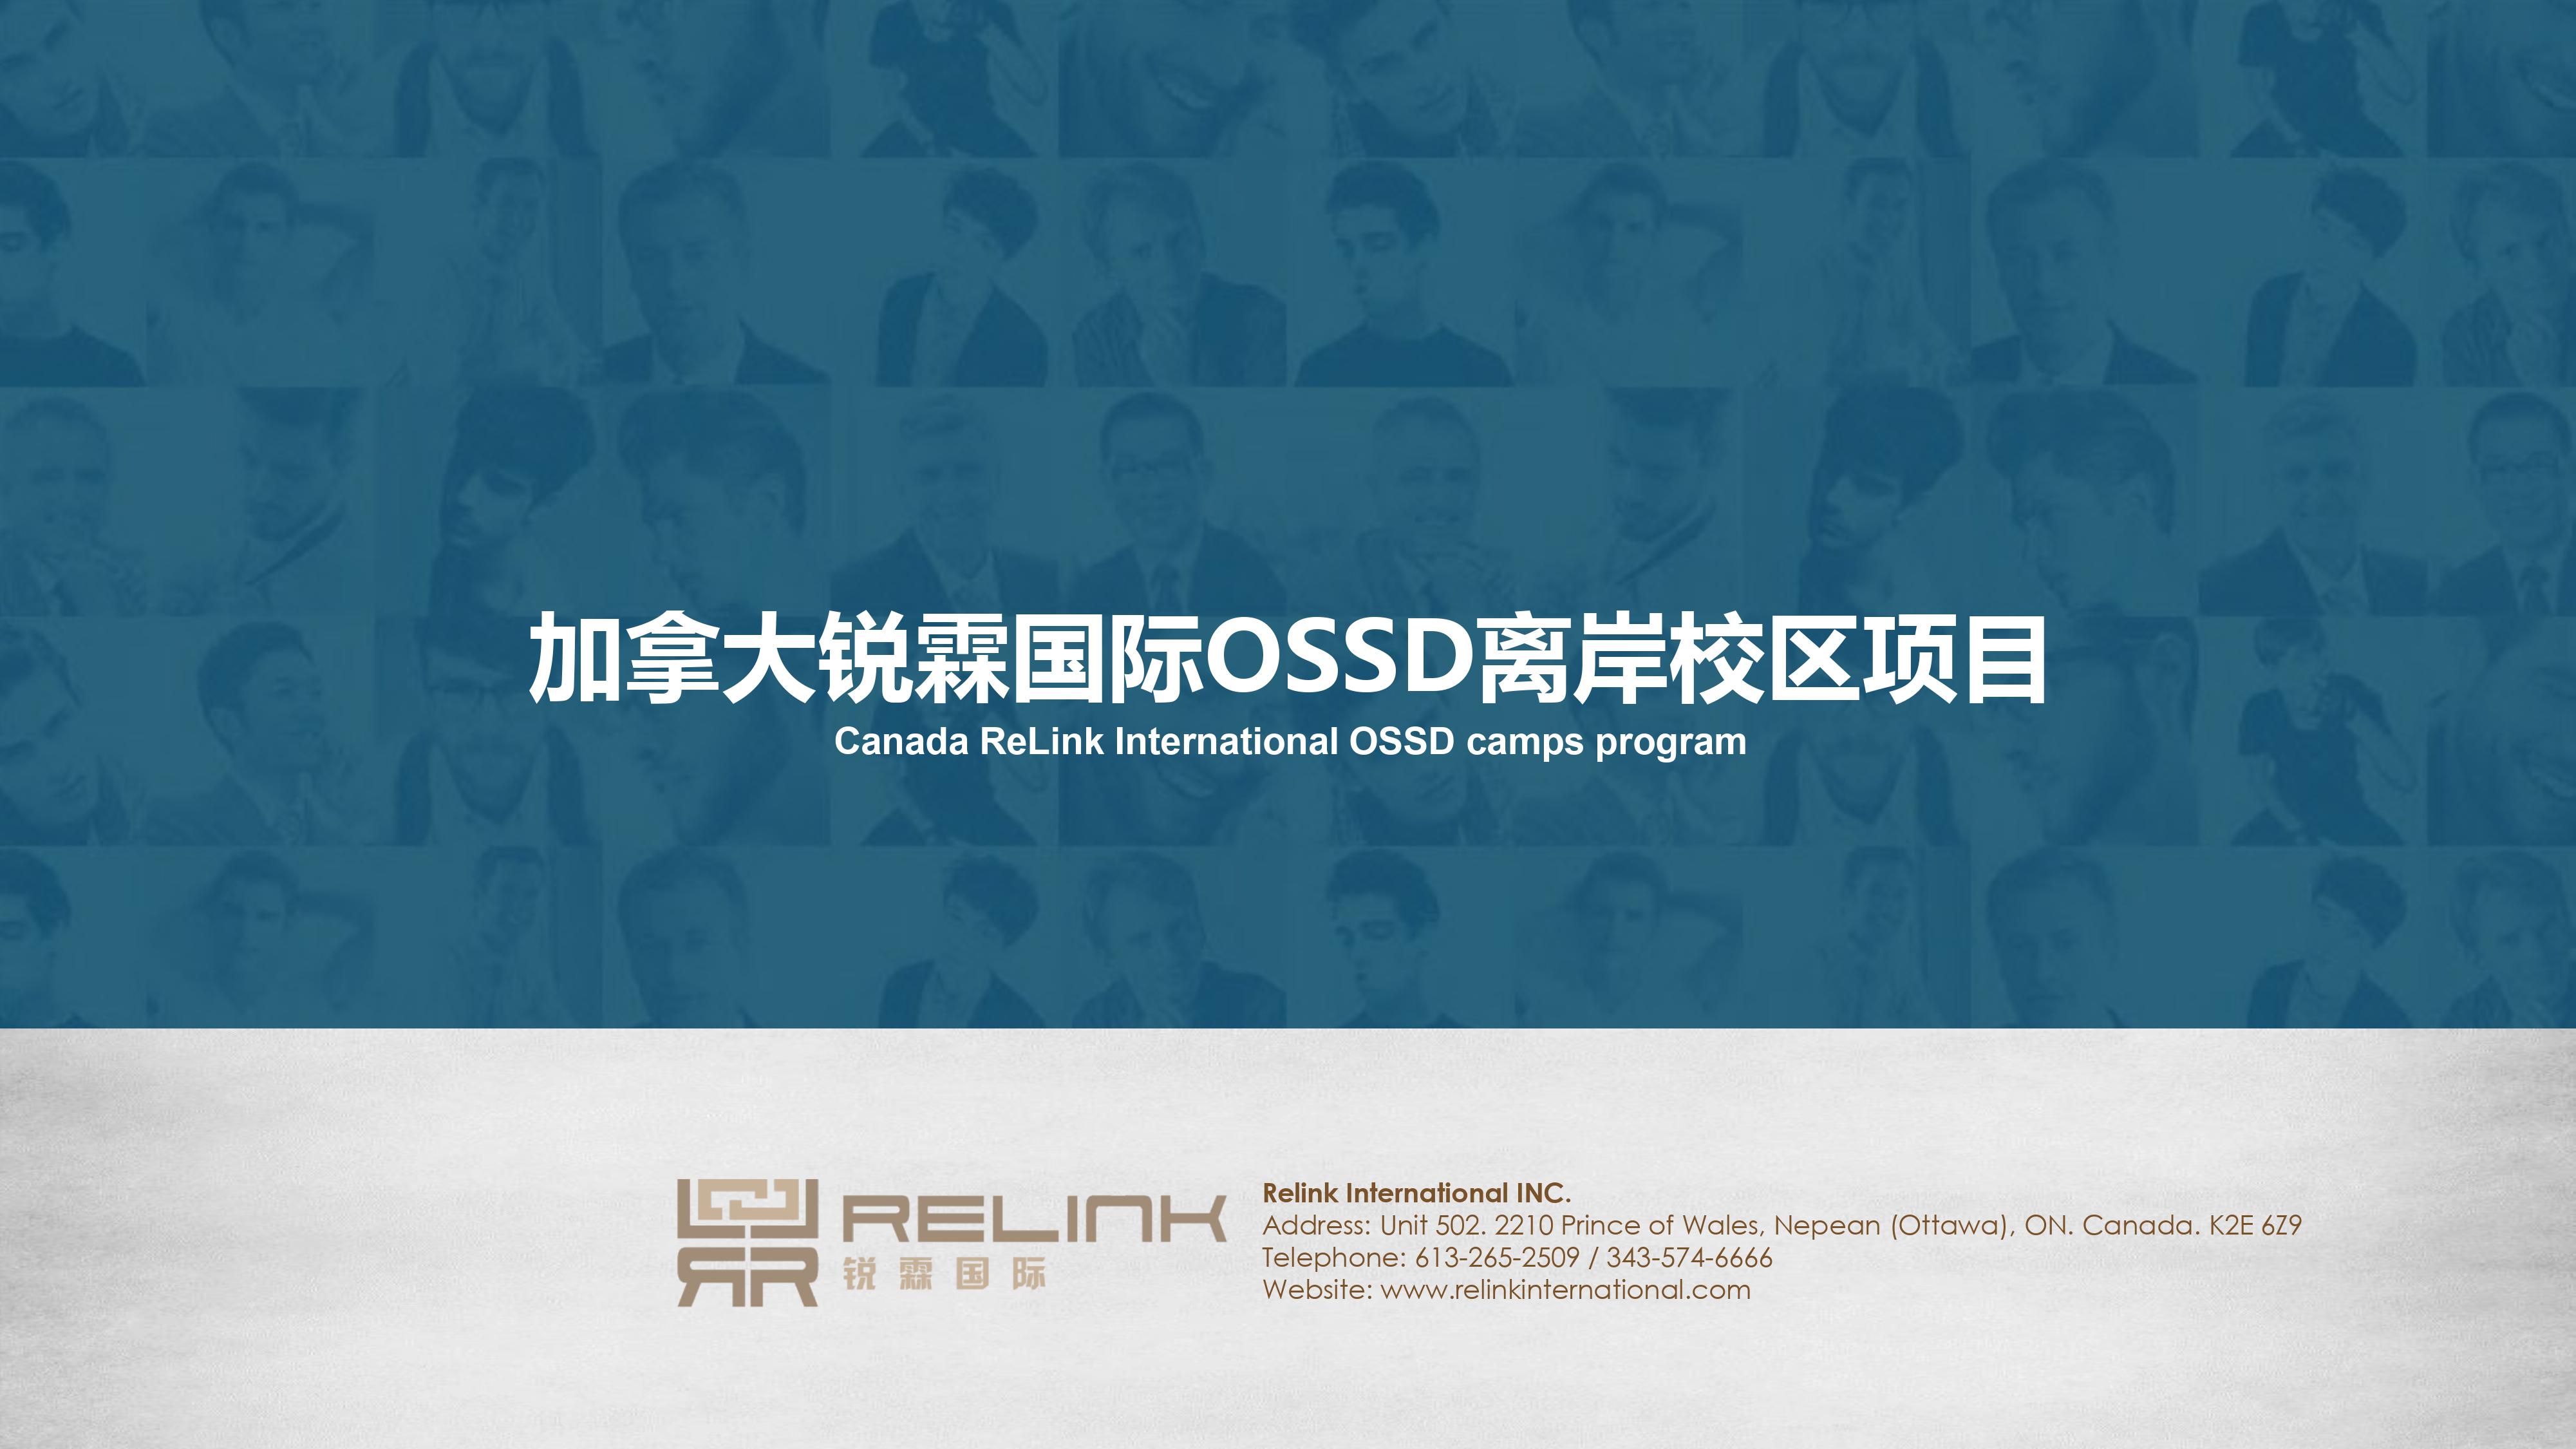 加拿大锐霖国际OSSD离岸校区项目
Canada ReLink International OSSD camps program
RELINK
锐霖国际
Relink International INC.
Address: Unit 502. 2210 Prince of Wales, Nepean (Ottawa), ON. Canada. K2E 6Z9
Telephone: 613-265-2509 / 343-574-6666
Website: www.relinkinternational.com